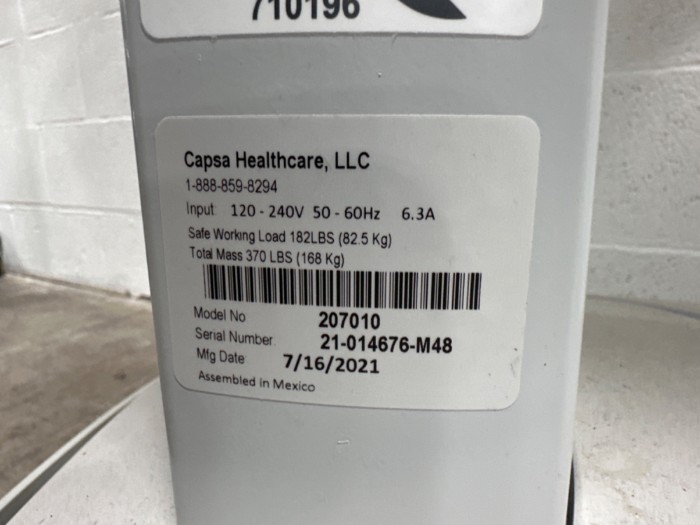 710196
Capsa Healthcare, LLC
1-888-859-8294
Input 120 - 240V 50 - 60Hz 6.3A
Safe Working Load 182LBS (82.5 Kg)
Total Mass 370 LBS (168 Kg)
Model No 207010
Serial Number 21-014676-M48
Mfg Date 7/16/2021
Assembled in Mexico